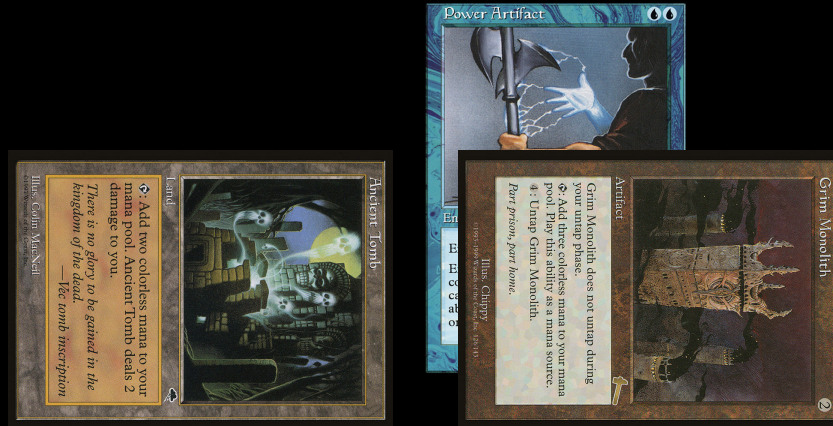 Power Artifact
Ancient Tomb
Land
: Add two colorless mana to your
mana pool. Ancient Tomb deals 2
damage to you.
There is no glory to be gained in the
kingdom of the dead.
—Vec tomb inscription
Illus. Colin MacNeil
Grim Monolith
2
Artifact
Grim Monolith does not untap during
your untap phase.
: Add three colorless mana to your mana
pool. Play this ability as a mana source.
4: Untap Grim Monolith.
Part prison, part home.
Illus. Chippy